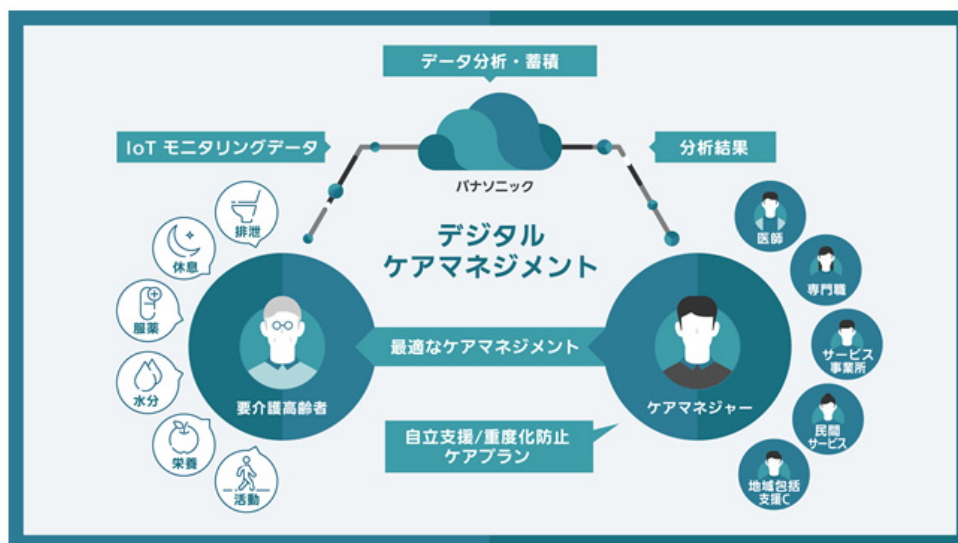 データ分析・蓄積
IoT モニタリングデータ
分析結果
パナソニック
デジタル
ケアマネジメント
排泄
休息
服薬
水分
栄養
活動
要介護高齢者
最適なケアマネジメント
自立支援/重度化防止
ケアプラン
ケアマネジャー
医師
専門職
サービス
事業所
民間
サービス
地域包括
支援C